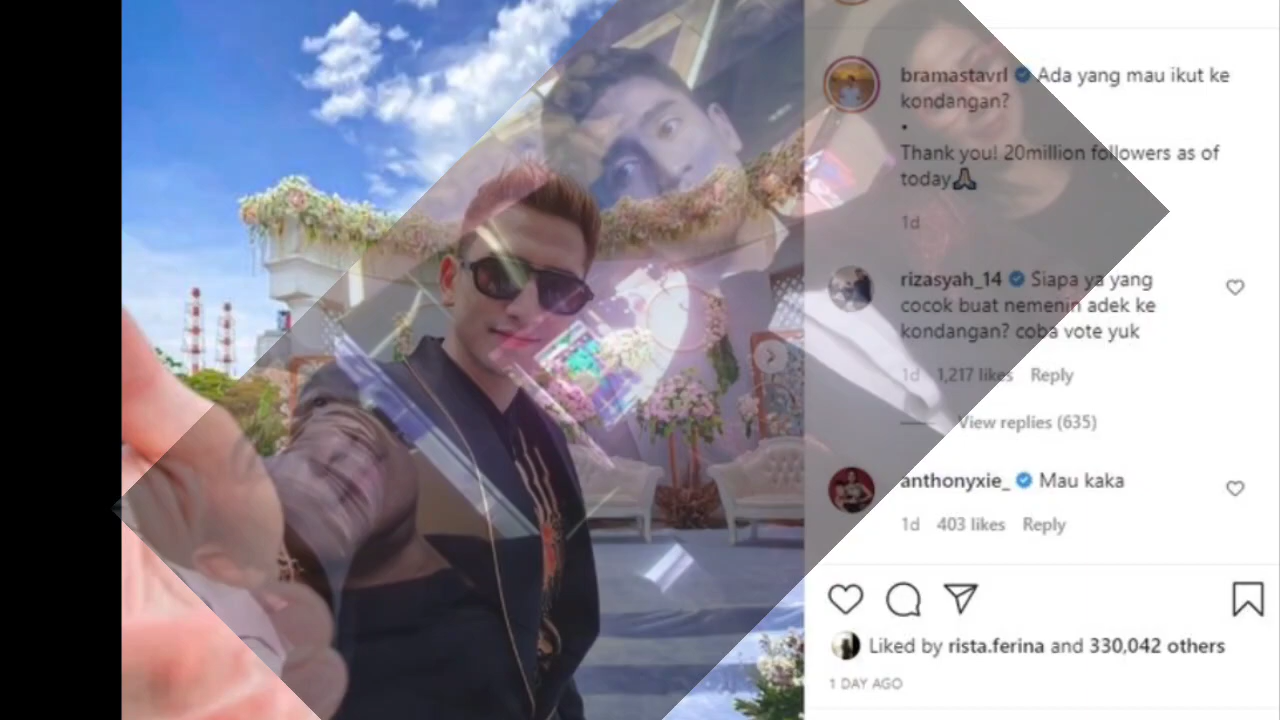 bramastavrl Ada yang mau ikut ke
kondangan?
•
Thank you! 20million followers as of
today🙏
1d
rizasyah_14 Siapa ya yang
cocok buat nemenin adek ke
kondangan? coba vote yuk
1d 1,217 likes Reply
View replies (635)
anthonyxie_ Mau kaka
1d 403 likes Reply
Liked by rista.ferina and 330,042 others
1 DAY AGO